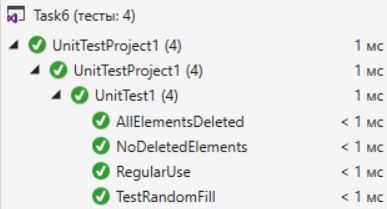 Task6 (тесты: 4)
UnitTestProject1 (4) 1 мс
UnitTestProject1 (4) 1 мс
UnitTest1 (4) 1 мс
AllElementsDeleted < 1 мс
NoDeletedElements < 1 мс
RegularUse < 1 мс
TestRandomFill < 1 мс